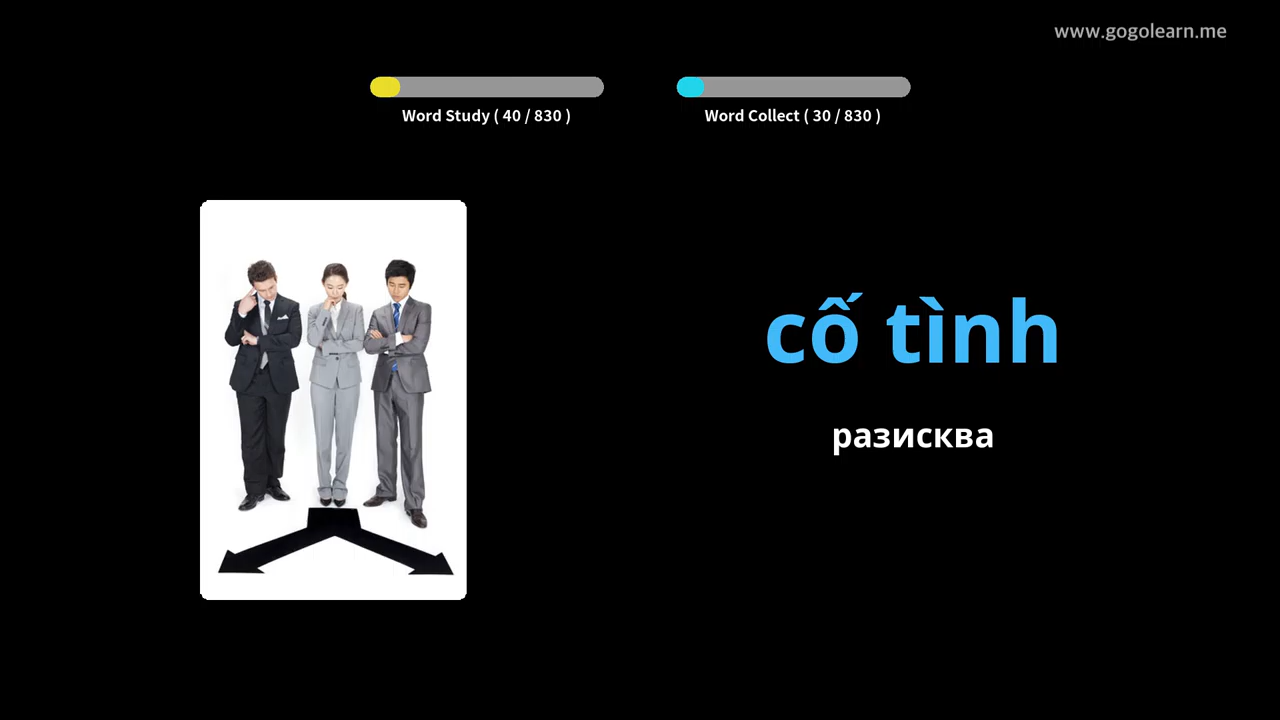 www.gogolearn.me
Word Study ( 40 / 830 )
Word Collect ( 30 / 830 )
cố tình
разисква